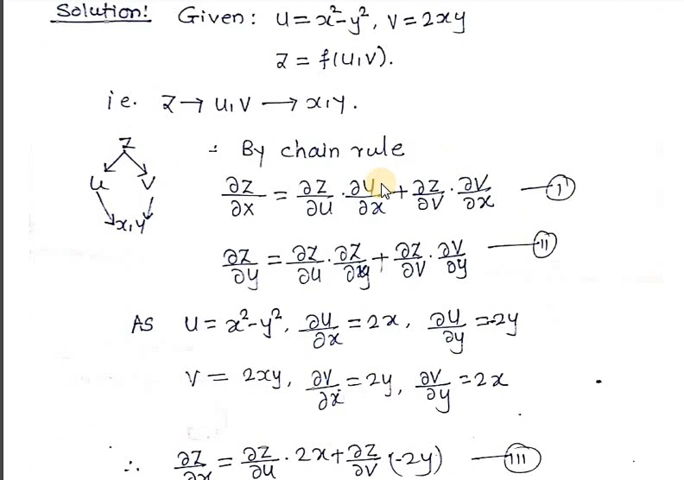 Solution: Given: u = x²-y², v = 2xy
z = f(u,v).
ie. z → u,v → x,y.
z
u v
x,y
∴ By chain rule
∂z/∂x = ∂z/∂u · ∂u/∂x + ∂z/∂v · ∂v/∂x —(I)
∂z/∂y = ∂z/∂u · ∂z/∂y + ∂z/∂v · ∂v/∂y —(II)
As u = x²-y², ∂u/∂x = 2x, ∂u/∂y = -2y
v = 2xy, ∂v/∂x = 2y, ∂v/∂y = 2x
∴ ∂z/∂x = ∂z/∂u · 2x + ∂z/∂v (-2y) —(III)